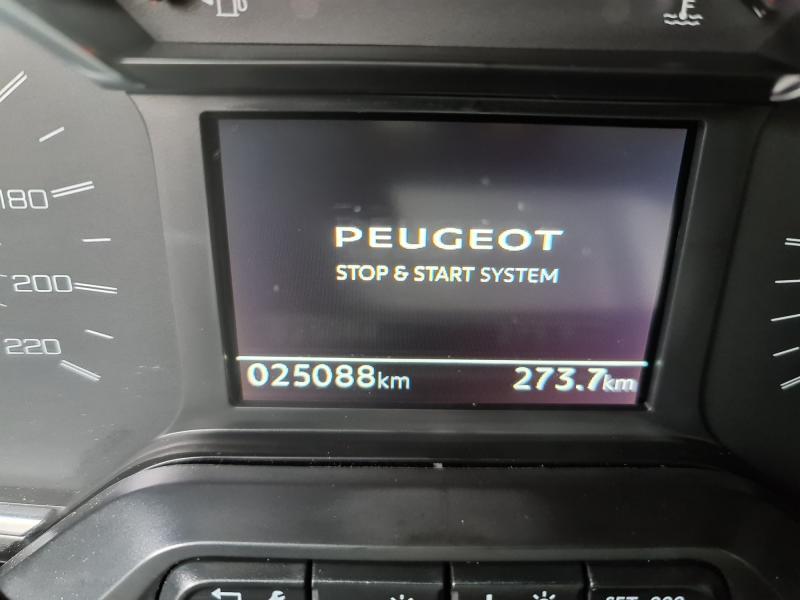 180
200
220
PEUGEOT
STOP & START SYSTEM
025088km 273.7km